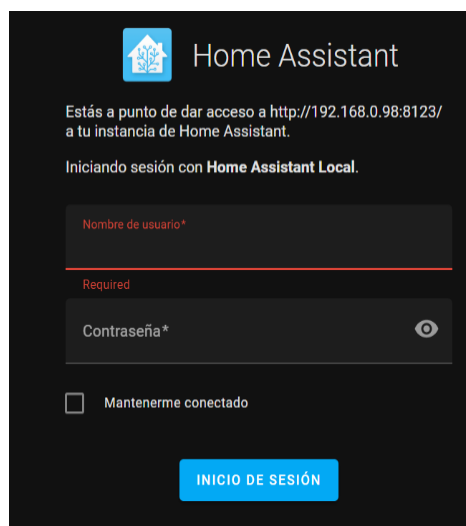 Home Assistant
Estás a punto de dar acceso a http://192.168.0.98:8123/
a tu instancia de Home Assistant.
Iniciando sesión con Home Assistant Local.
Nombre de usuario*
Required
Contraseña*
Mantenerme conectado
INICIO DE SESIÓN